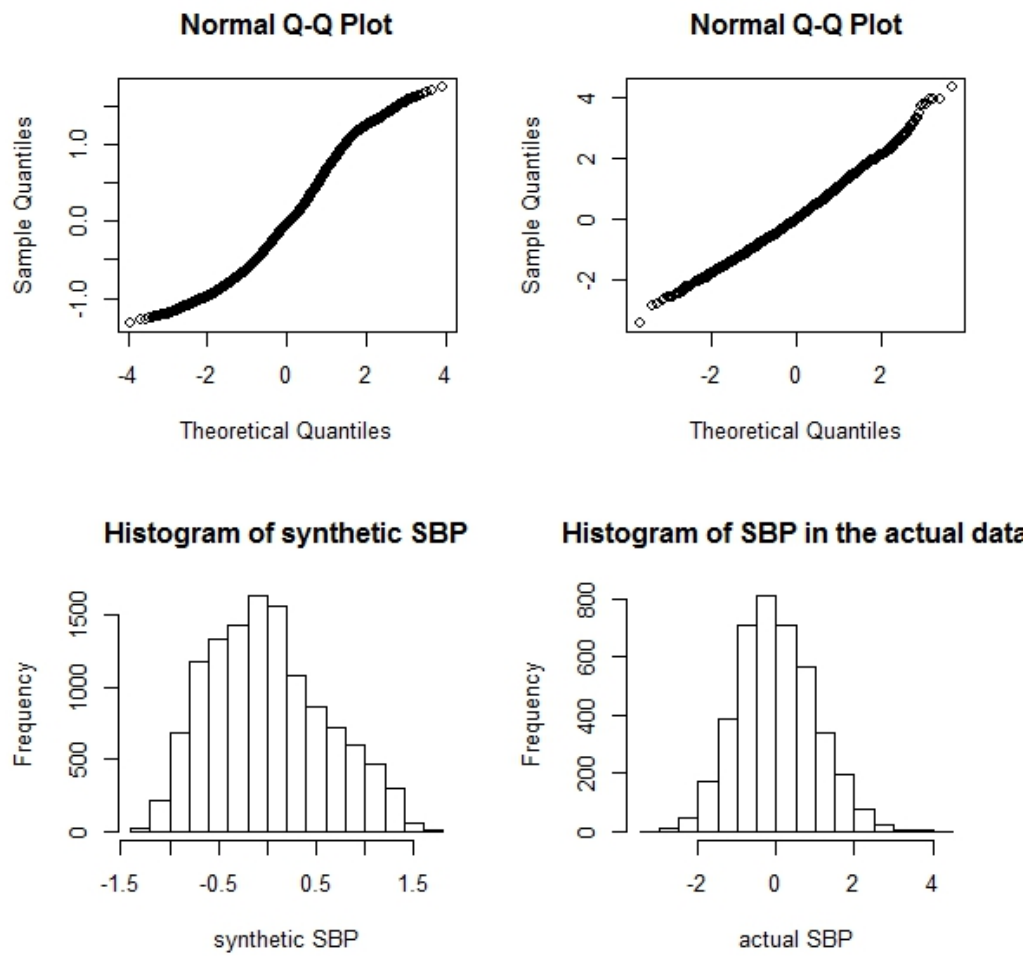 Normal Q-Q Plot
Sample Quantiles
1.0
0.0
-1.0
-4 -2 0 2 4
Theoretical Quantiles
Normal Q-Q Plot
Sample Quantiles
4
2
0
-2
-2 0 2
Theoretical Quantiles
Histogram of synthetic SBP
Frequency
1500
1000
500
0
-1.5 -0.5 0.5 1.5
synthetic SBP
Histogram of SBP in the actual data
Frequency
800
600
400
200
0
-2 0 2 4
actual SBP